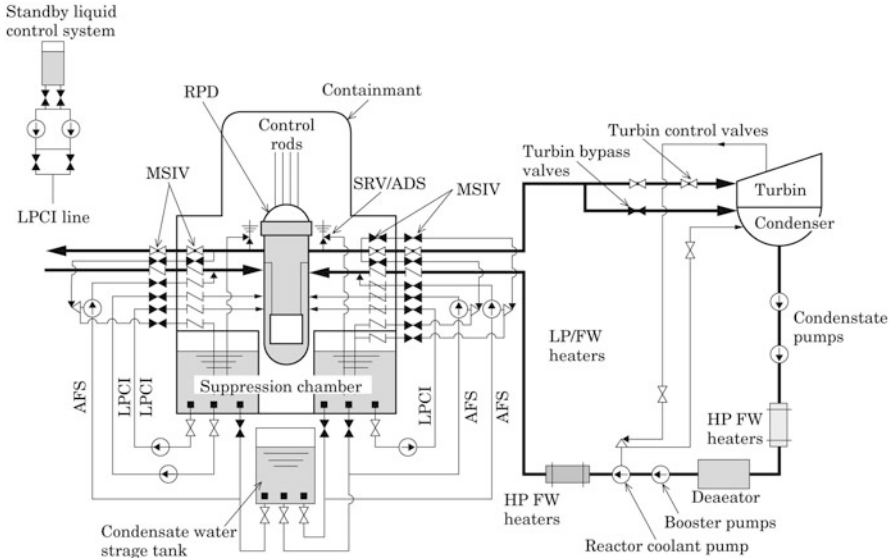 Standby liquid
control system
RPD
Containmant
Control
rods
Turbin control valves
Turbin bypass
valves
MSIV
SRV/ADS
MSIV
Turbin
Condenser
LPCI line
Condenstate
pumps
LP/FW
heaters
Suppression chamber
AFS
LPCI
LPCI
LPCI
AFS
AFS
HP FW
heaters
Condensate water
strage tank
HP FW
heaters
Deaeator
Booster pumps
Reactor coolant pump